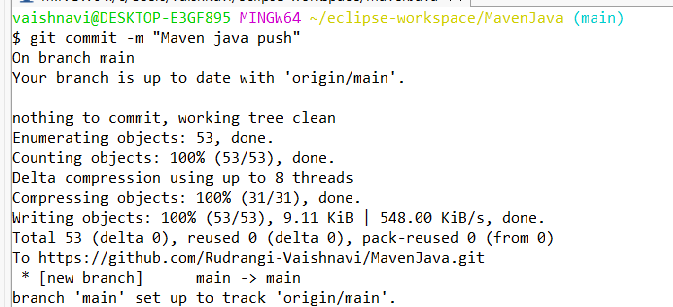 vaishnavi@DESKTOP-E3GF895 MINGW64 ~/eclipse-workspace/MavenJava (main)
$ git commit -m "Maven java push"
On branch main
Your branch is up to date with 'origin/main'.
nothing to commit, working tree clean
Enumerating objects: 53, done.
Counting objects: 100% (53/53), done.
Delta compression using up to 8 threads
Compressing objects: 100% (31/31), done.
Writing objects: 100% (53/53), 9.11 KiB | 548.00 KiB/s, done.
Total 53 (delta 0), reused 0 (delta 0), pack-reused 0 (from 0)
To https://github.com/Rudrangi-Vaishnavi/MavenJava.git
 * [new branch]      main -> main
branch 'main' set up to track 'origin/main'.